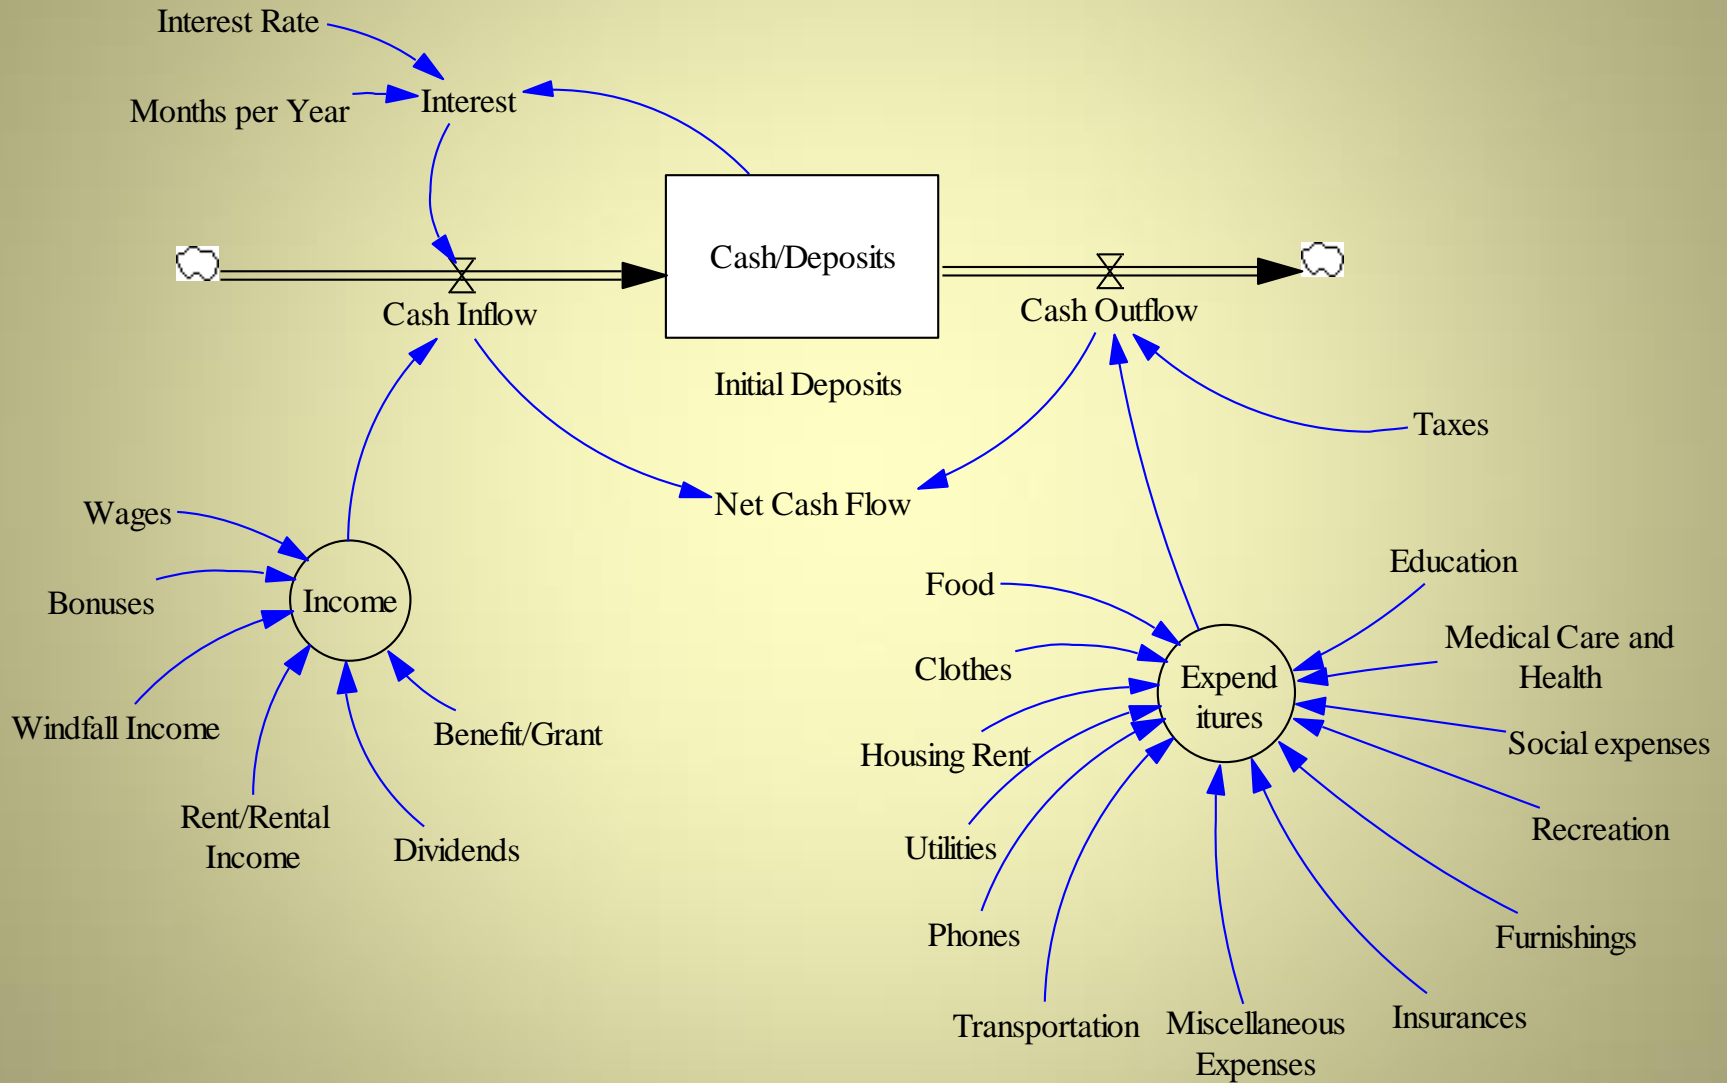 Interest Rate
Months per Year
Interest
Cash/Deposits
Cash Inflow
Cash Outflow
Initial Deposits
Taxes
Net Cash Flow
Wages
Bonuses
Income
Windfall Income
Benefit/Grant
Rent/Rental
Income
Dividends
Food
Education
Clothes
Medical Care and
Health
Expend
itures
Housing Rent
Social expenses
Utilities
Recreation
Phones
Furnishings
Transportation
Miscellaneous
Expenses
Insurances